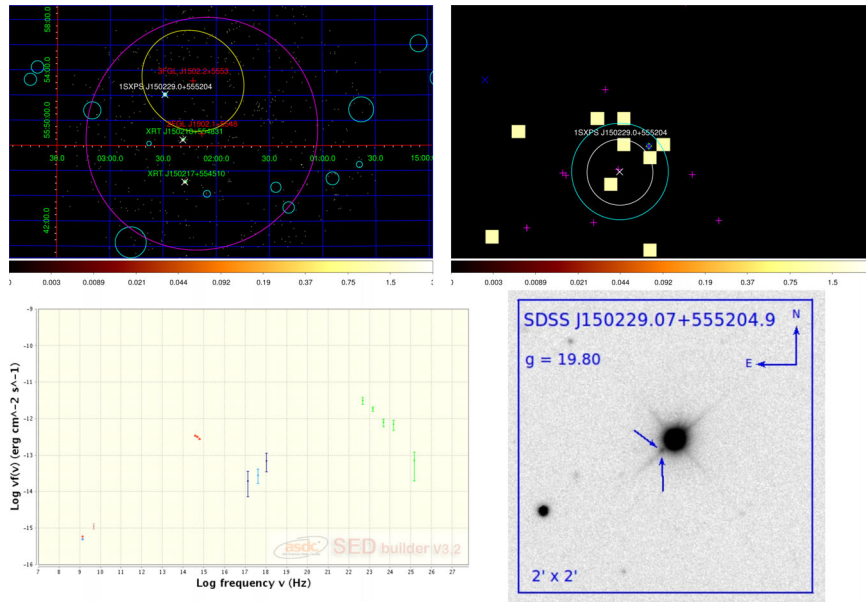 58:00.0
54:00.0
3FGL J1502.2+5553
1SXPS J150229.0+555204
55:50:00.0
XRT J150210+554831
30.0
03:00.0
30.0
02:00.0
30.0
01:00.0
30.0
15:00.0
XRT J150217+554510
42:00.0
0.003
0.0089
0.021
0.044
0.092
0.19
0.37
0.75
1.5
1SXPS J150229.0+555204
0.003
0.0089
0.021
0.044
0.092
0.19
0.37
0.75
1.5
Log νf(ν) (erg cm^-2 s^-1)
-9
-10
-11
-12
-13
-14
-15
-16
asdc SED builder V3.2
7 8 9 10 11 12 13 14 15 16 17 18 19 20 21 22 23 24 25 26 27
Log frequency ν (Hz)
SDSS J150229.07+555204.9
N
g = 19.80
E
2' x 2'